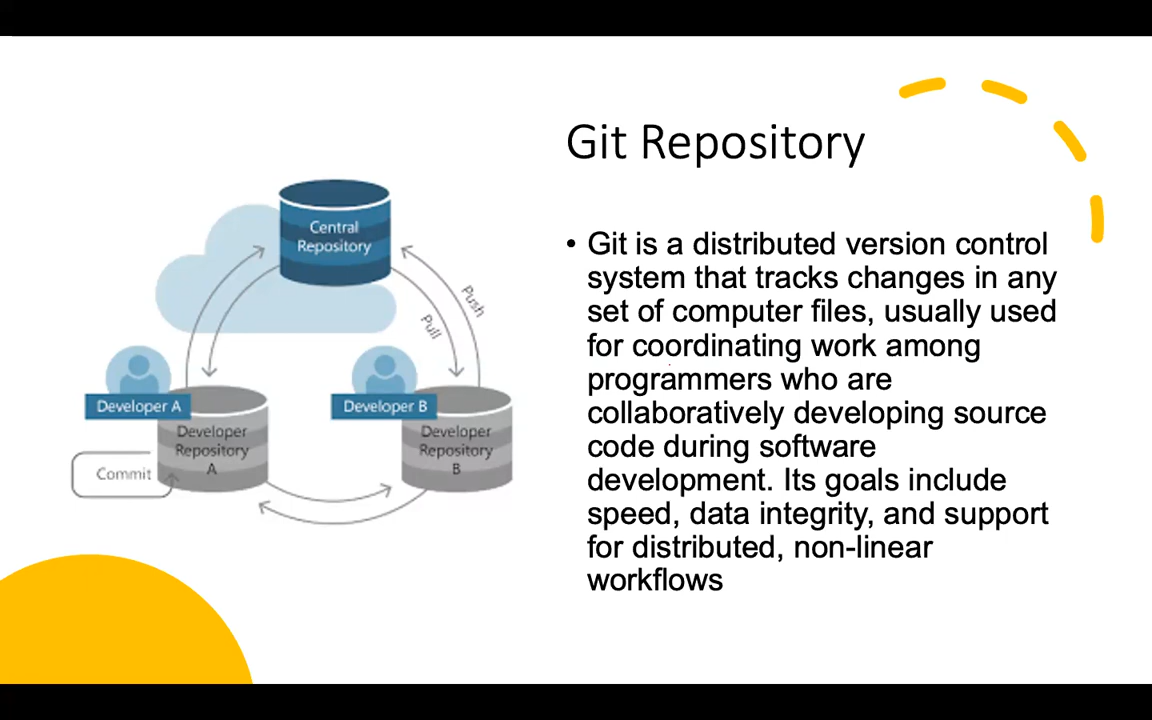 Git Repository
• Git is a distributed version control
system that tracks changes in any
set of computer files, usually used
for coordinating work among
programmers who are
collaboratively developing source
code during software
development. Its goals include
speed, data integrity, and support
for distributed, non-linear
workflows
Central
Repository
Push
Pull
Developer A
Developer B
Developer
Repository
A
Developer
Repository
B
Commit